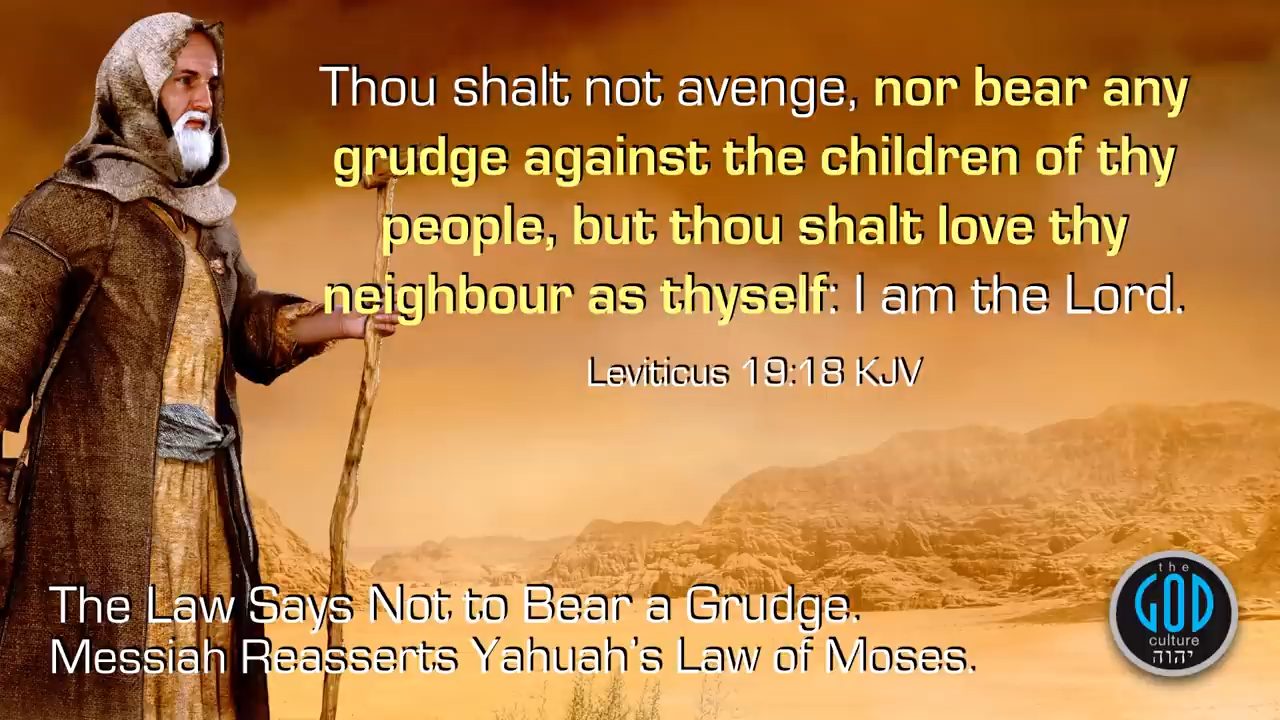 Thou shalt not avenge, nor bear any
grudge against the children of thy
people, but thou shalt love thy
neighbour as thyself: I am the Lord.
Leviticus 19:18 KJV
The Law Says Not to Bear a Grudge.
Messiah Reasserts Yahuah's Law of Moses.
the
GOD
culture
יהוה